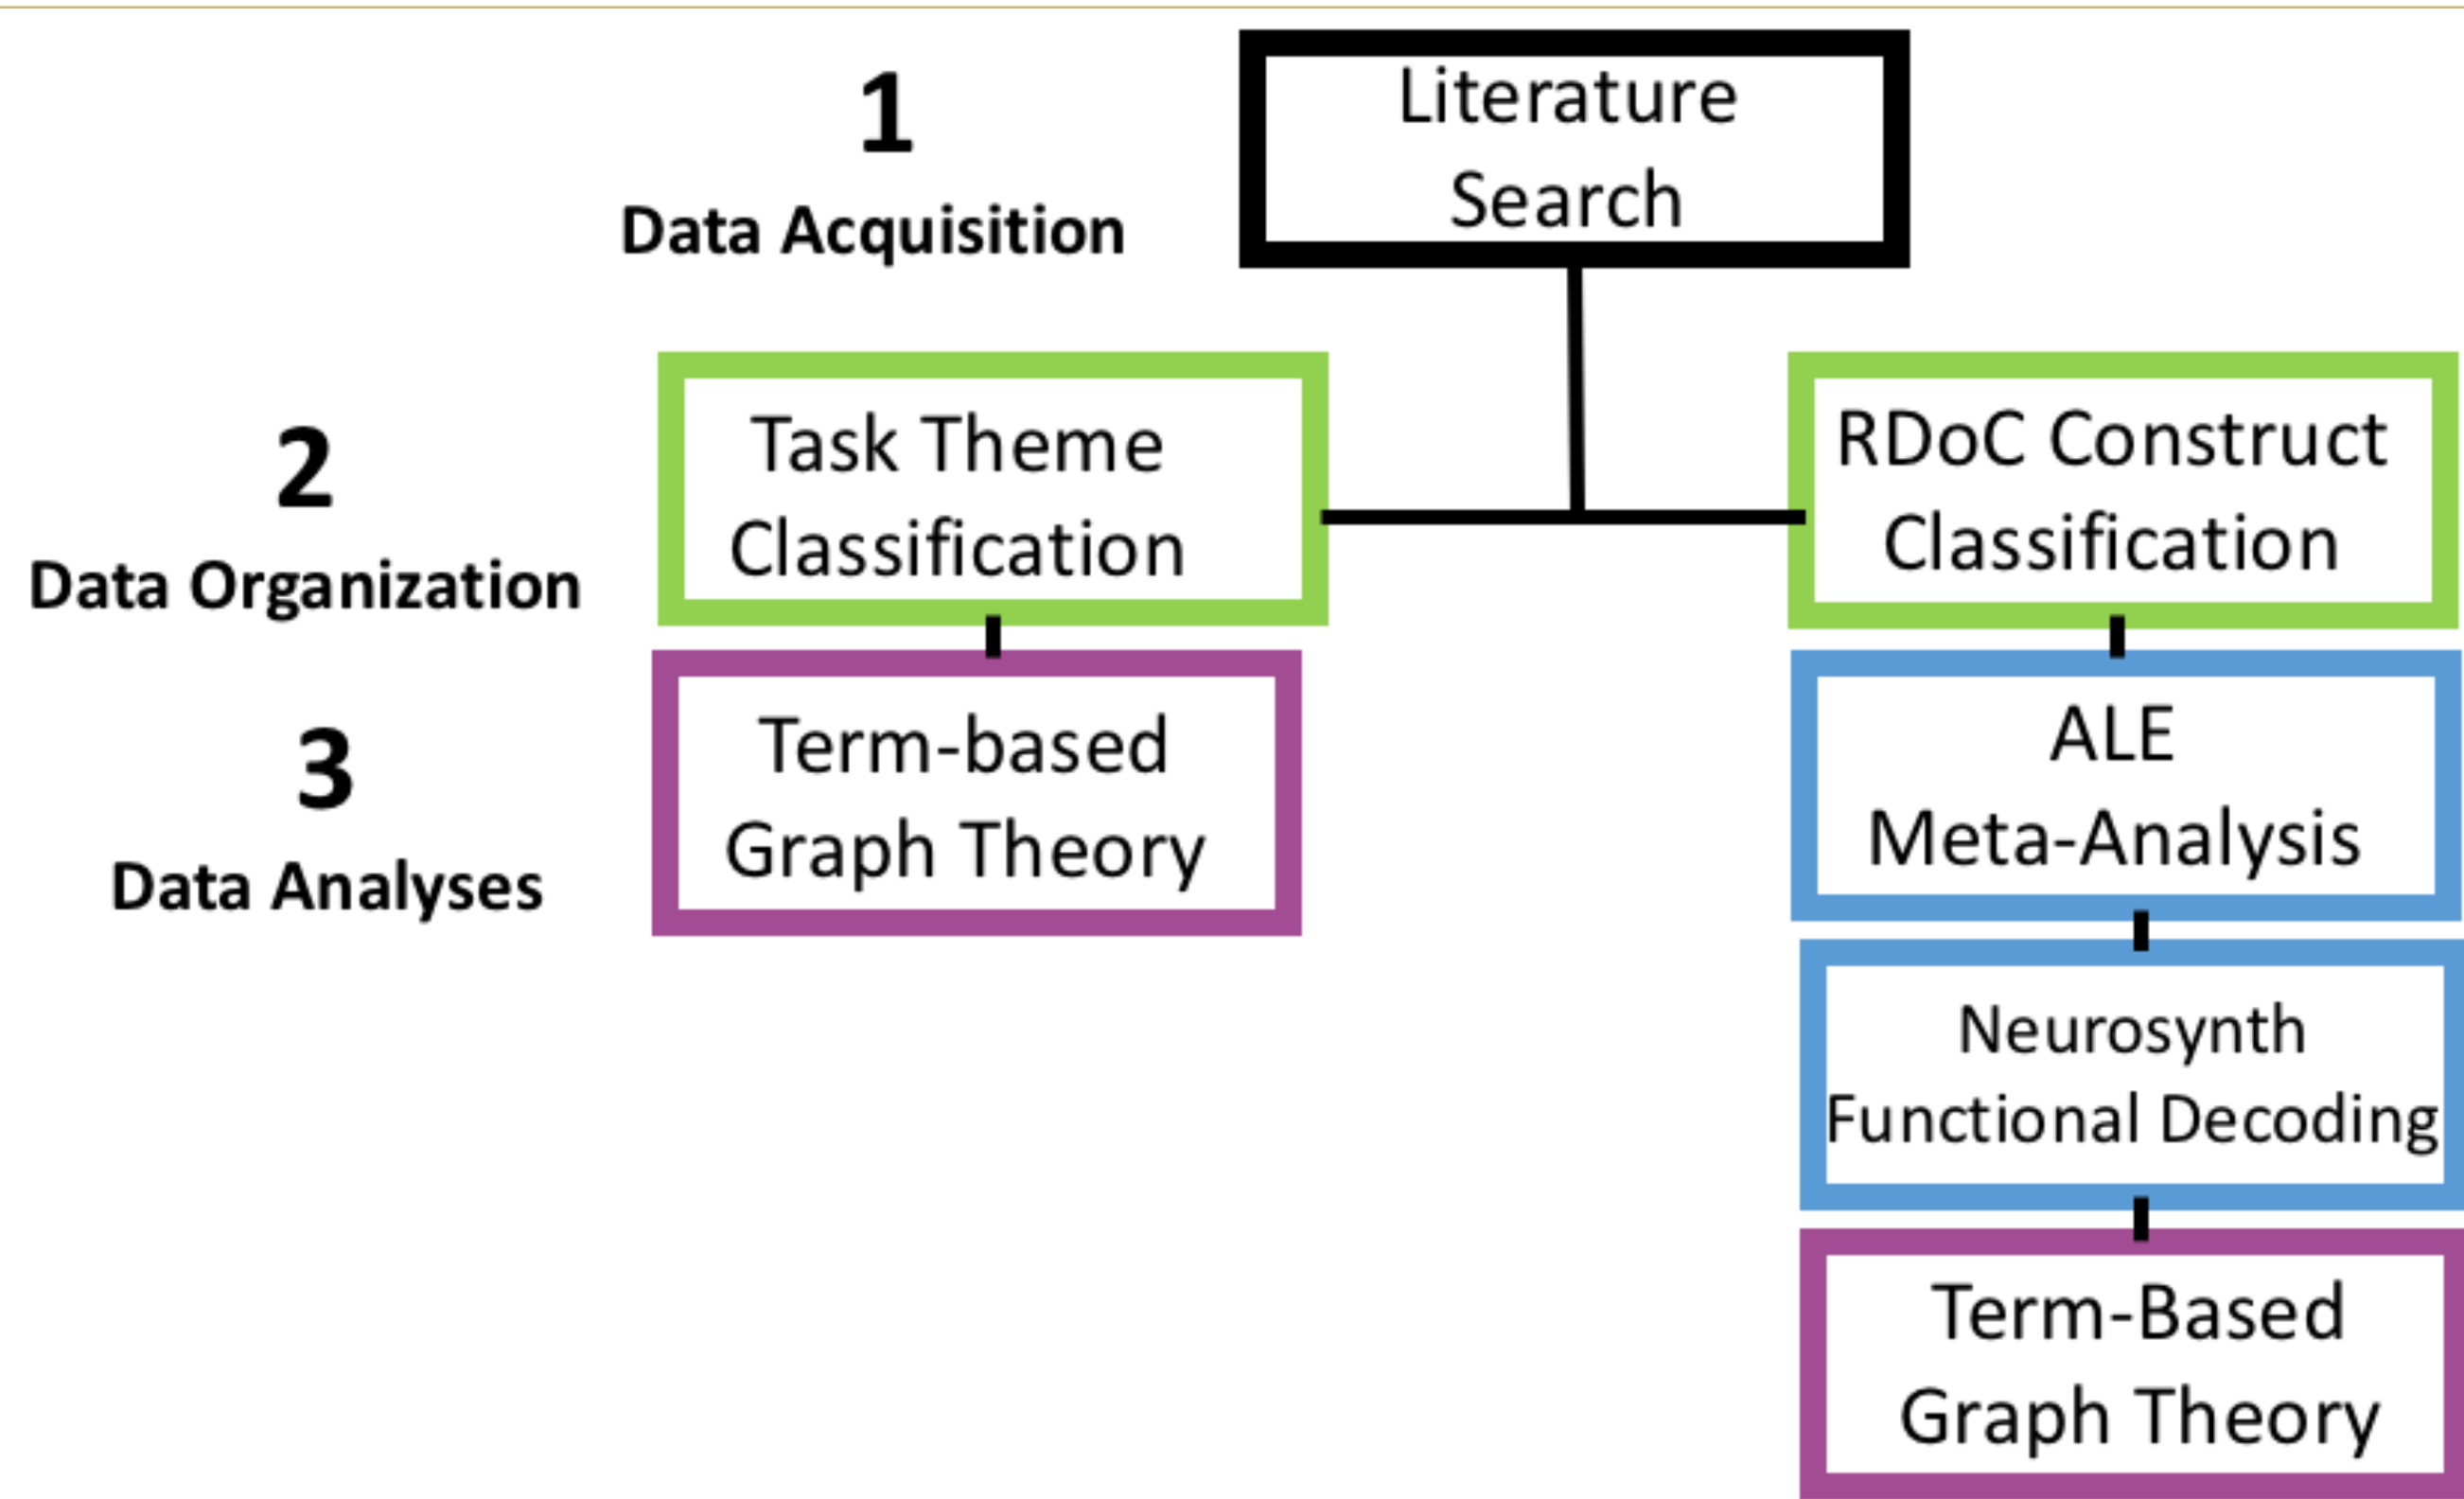 1
Data Acquisition
Literature
Search
2
Data Organization
Task Theme
Classification
RDoC Construct
Classification
3
Data Analyses
Term-based
Graph Theory
ALE
Meta-Analysis
Neurosynth
Functional Decoding
Term-Based
Graph Theory